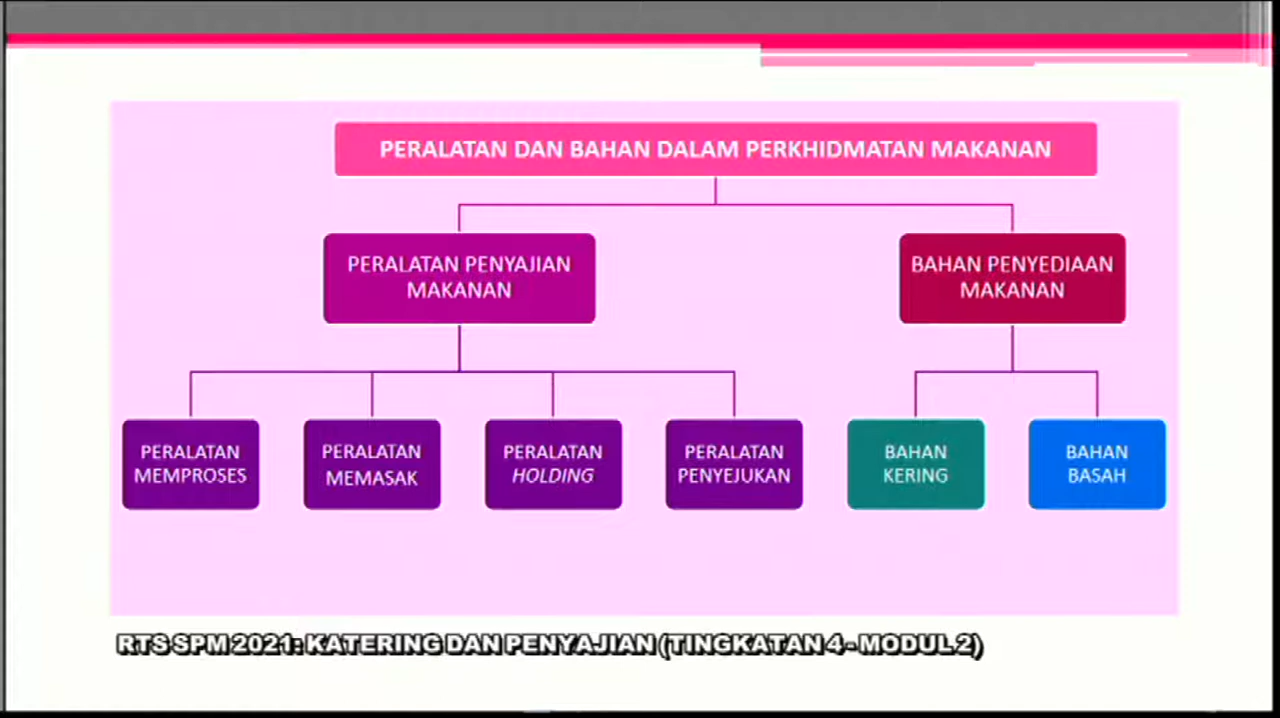 PERALATAN DAN BAHAN DALAM PERKHIDMATAN MAKANAN
PERALATAN PENYAJIAN
MAKANAN
BAHAN PENYEDIAAN
MAKANAN
PERALATAN
MEMPROSES
PERALATAN
MEMASAK
PERALATAN
HOLDING
PERALATAN
PENYEJUKAN
BAHAN
KERING
BAHAN
BASAH
RTS SPM 2021: KATERING DAN PENYAJIAN (TINGKATAN 4 - MODUL 2)